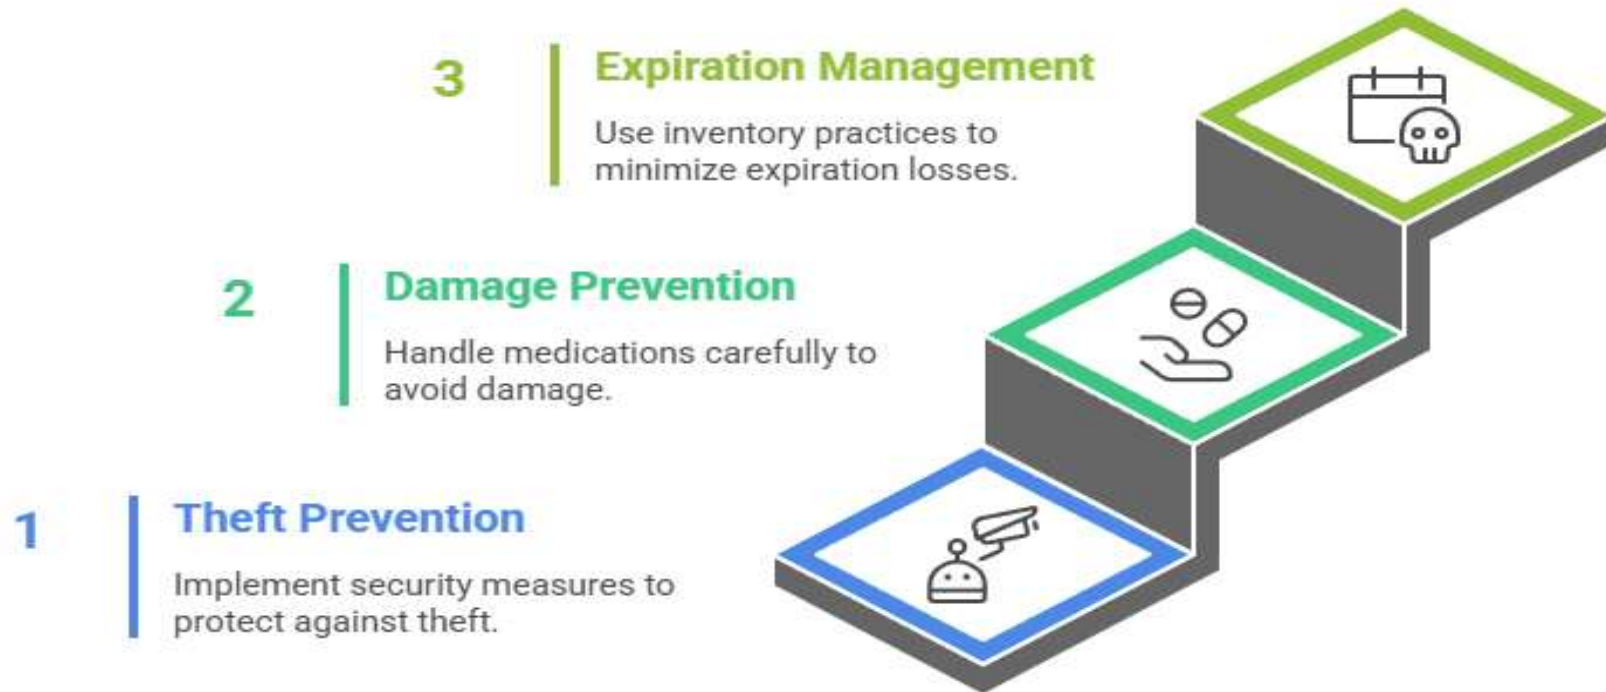 3
Expiration Management
Use inventory practices to
minimize expiration losses.
2
Damage Prevention
Handle medications carefully to
avoid damage.
1
Theft Prevention
Implement security measures to
protect against theft.